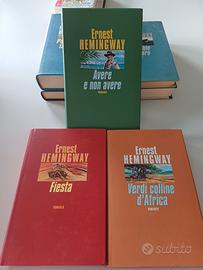 Ernest
HEMINGWAY
Avere
e non avere
ROMANZO
Ernest
HEMINGWAY
Fiesta
ROMANZO
Ernest
HEMINGWAY
Verdi colline
d'Africa
ROMANZO
subito